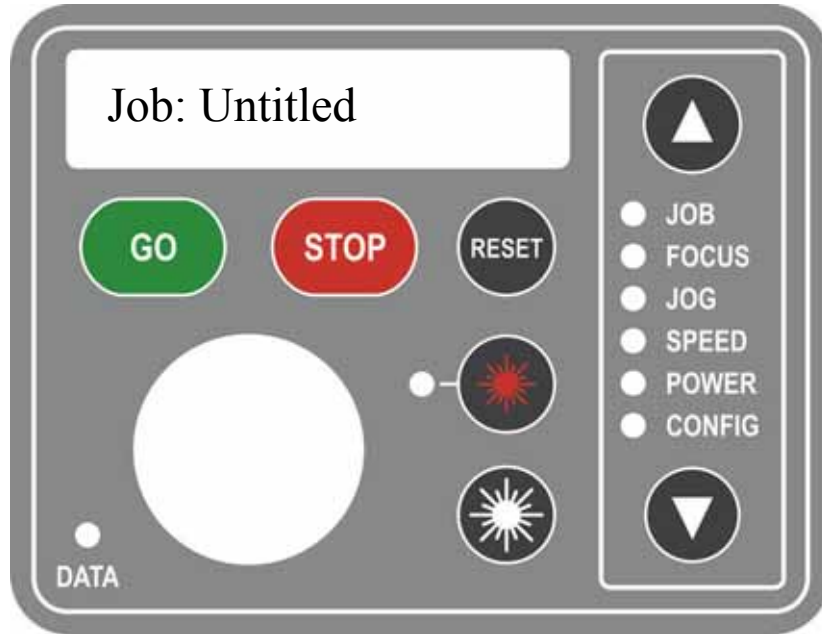 Job: Untitled
GO
STOP
RESET
JOB
FOCUS
JOG
SPEED
POWER
CONFIG
DATA